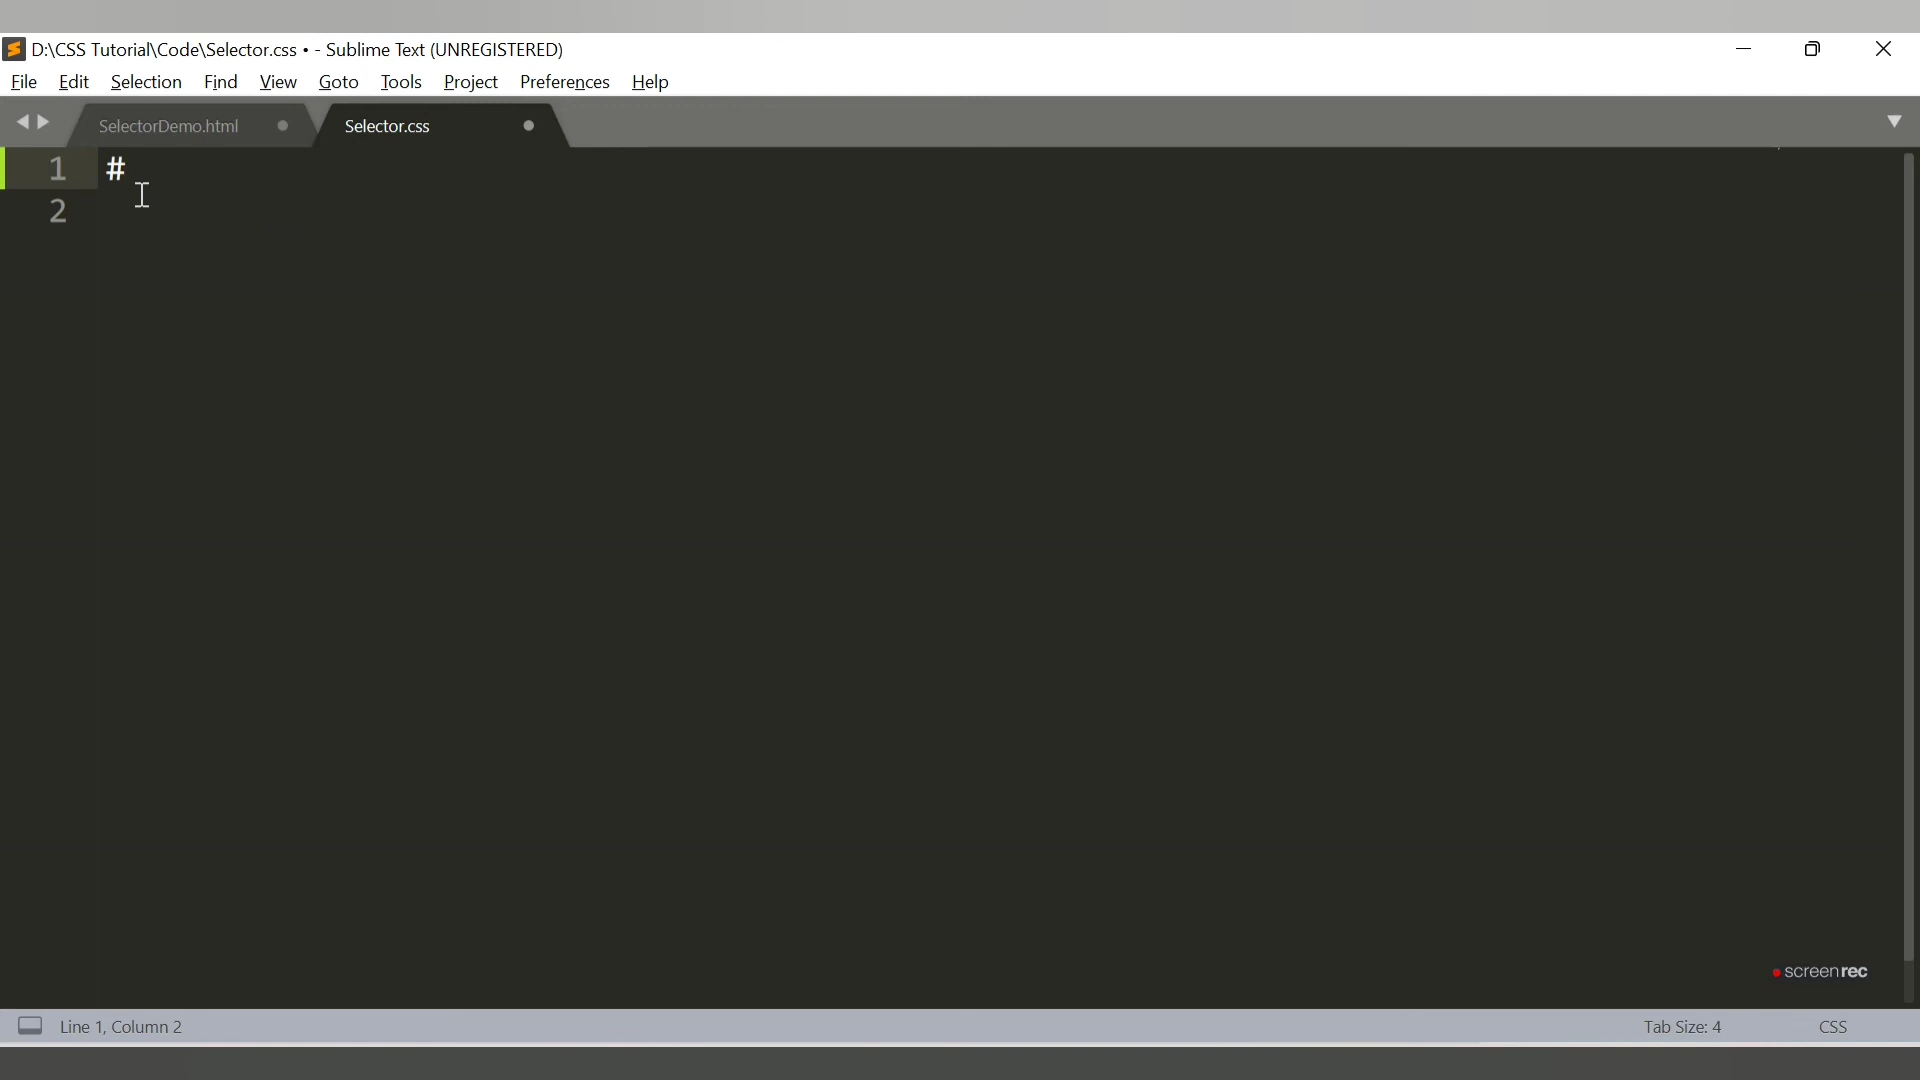 D:\CSS Tutorial\Code\Selector.css • - Sublime Text (UNREGISTERED)
File Edit Selection Find View Goto Tools Project Preferences Help
SelectorDemo.html Selector.css
1 #
2
screenrec
Line 1, Column 2 Tab Size: 4 CSS